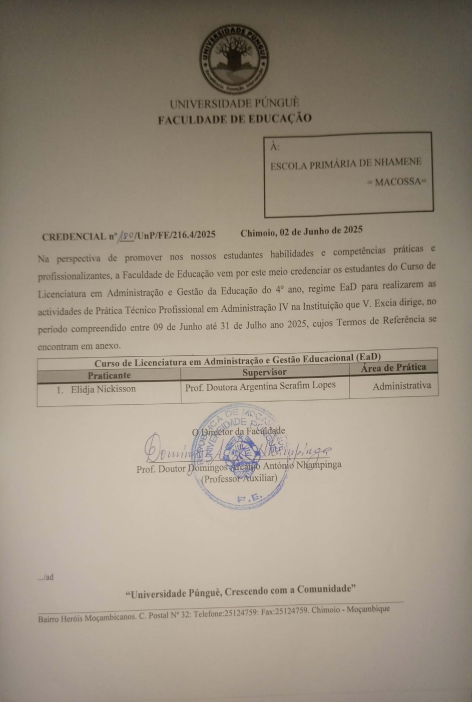 UNIVERSIDADE PÚNGUÈ
UNIVERSIDADE PÚNGUÈ
FACULDADE DE EDUCAÇÃO
À:
ESCOLA PRIMÁRIA DE NHAMENE
= MACOSSA=
CREDENCIAL nº /UnP/FE/216.4/2025 Chimoio, 02 de Junho de 2025
Na perspectiva de promover nos nossos estudantes habilidades e competências práticas e
profissionalizantes, a Faculdade de Educação vem por este meio credenciar os estudantes do Curso de
Licenciatura em Administração e Gestão da Educação do 4º ano, regime EaD para realizarem as
actividades de Prática Técnico Profissional em Administração IV na Instituição que V. Excia dirige, no
período compreendido entre 09 de Junho até 31 de Julho ano 2025, cujos Termos de Referência se
encontram em anexo.
Curso de Licenciatura em Administração e Gestão Educacional (EaD)
Praticante Supervisor Área de Prática
1. Elidja Nickisson Prof. Doutora Argentina Serafim Lopes Administrativa
O Director da Faculdade
Prof. Doutor Domingos Arcanjo António Nhampinga
(Professor Auxiliar)
F.E.
.../ad
“Universidade Púnguè, Crescendo com a Comunidade”
Bairro Heróis Moçambicanos. C. Postal Nº 32: Telefone:25124759: Fax:25124759. Chimoio - Moçambique